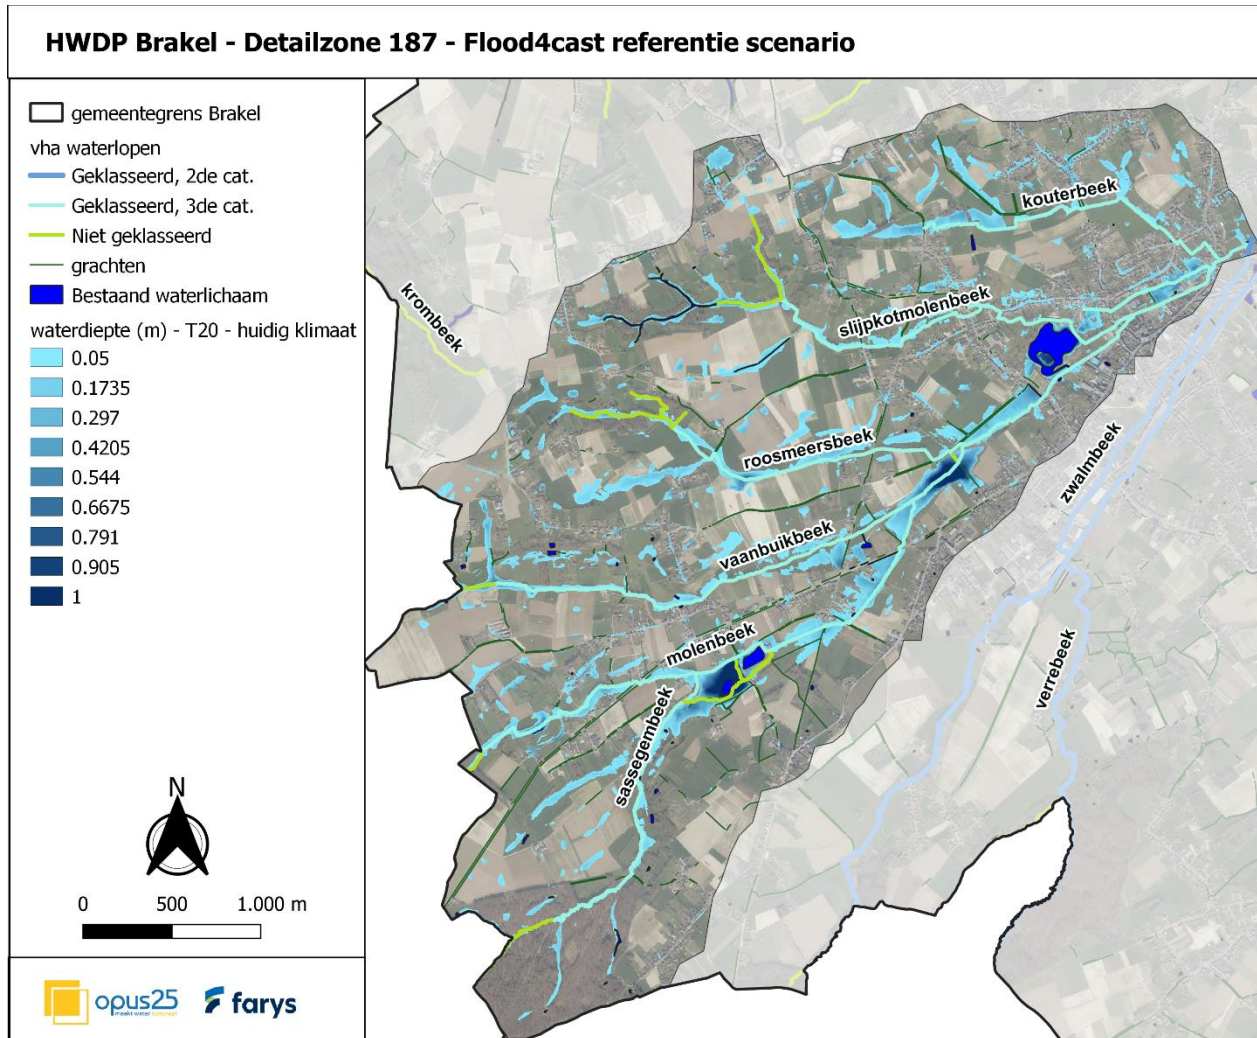 HWDP Brakel - Detailzone 187 - Flood4cast referentie scenario
gemeentegrens Brakel
vha waterlopen
Geklasseerd, 2de cat.
Geklasseerd, 3de cat.
Niet geklasseerd
grachten
Bestaand waterlichaam
waterdiepte (m) - T20 - huidig klimaat
0.05
0.1735
0.297
0.4205
0.544
0.6675
0.791
0.905
1
N
0 500 1.000 m
opus25
maakt water concreet
farys
kouterbeek
krombeek
slijpkotmolenbeek
roosmeersbeek
zwalmbeek
vaanbuikbeek
molenbeek
verrebeek
sassegembeek